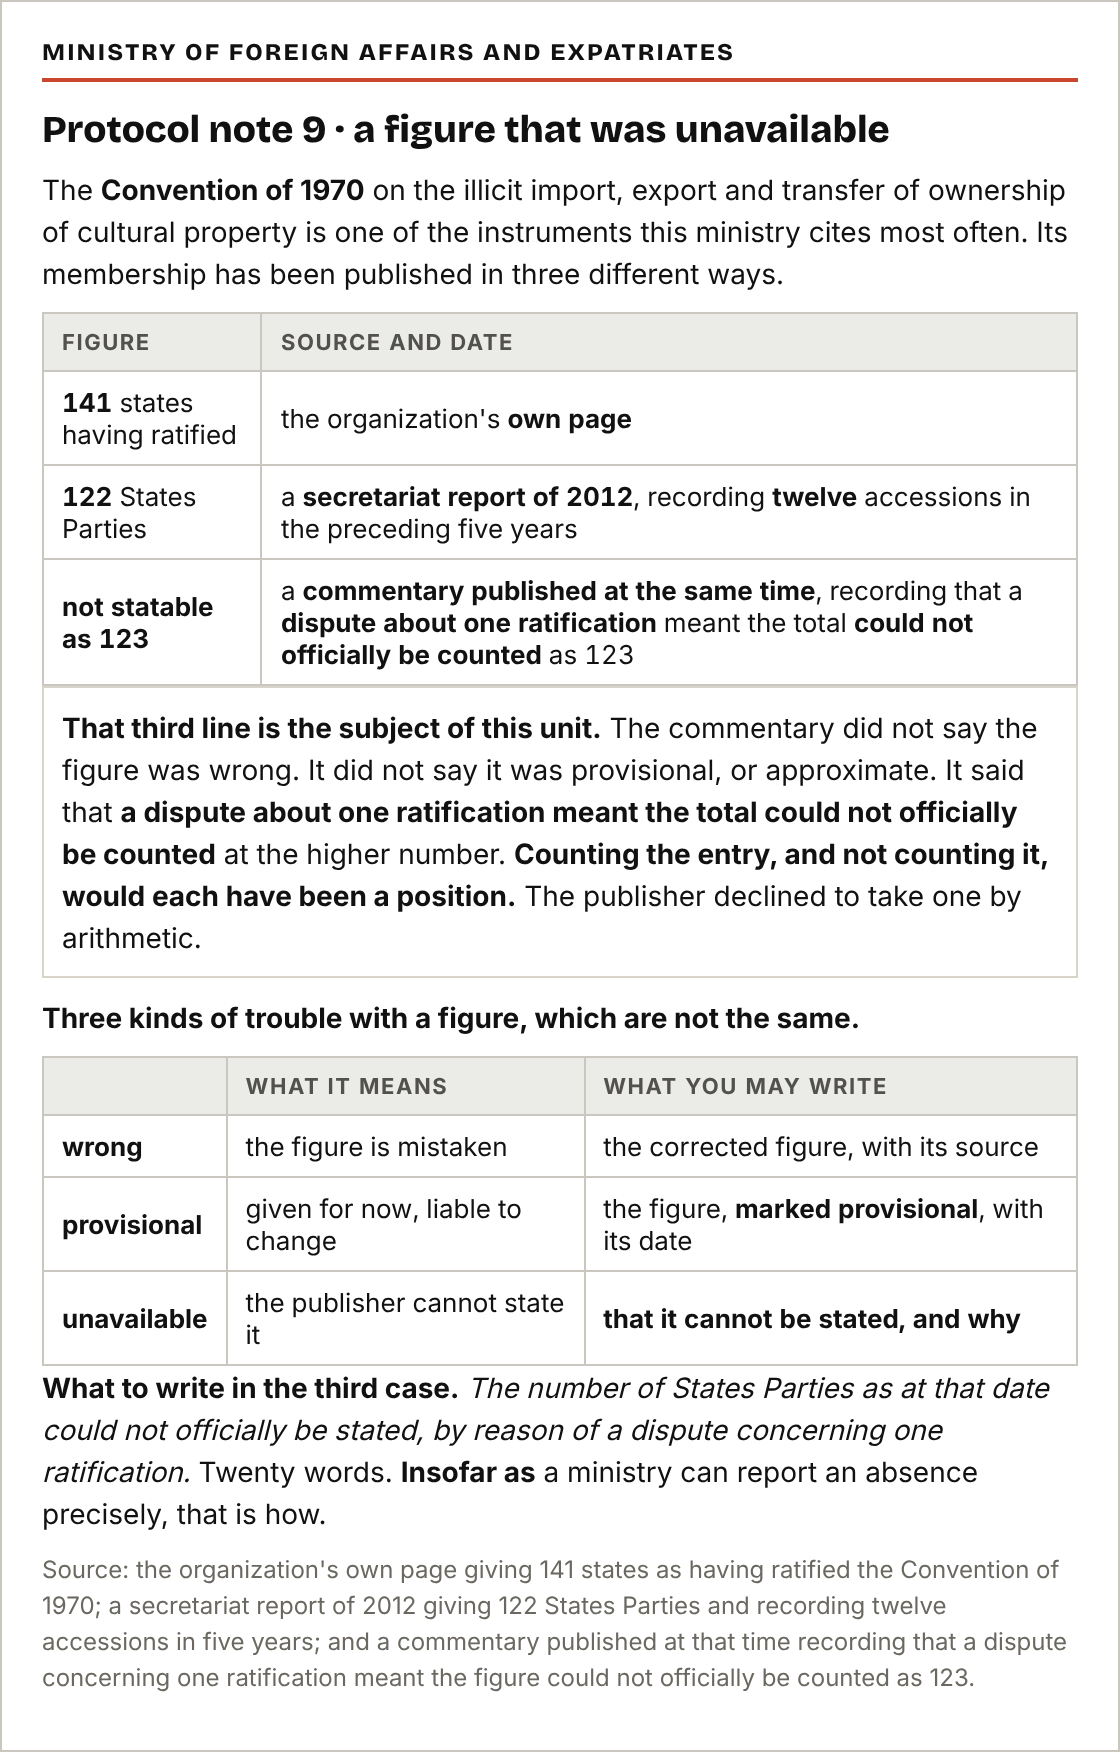 MINISTRY OF FOREIGN AFFAIRS AND EXPATRIATES
Protocol note 9 · a figure that was unavailable
The Convention of 1970 on the illicit import, export and transfer of ownership
of cultural property is one of the instruments this ministry cites most often. Its
membership has been published in three different ways.
FIGURE
SOURCE AND DATE
141 states
having ratified
the organization's own page
122 States
Parties
a secretariat report of 2012, recording twelve accessions in
the preceding five years
not statable
as 123
a commentary published at the same time, recording that a
dispute about one ratification meant the total could not
officially be counted as 123
That third line is the subject of this unit. The commentary did not say the
figure was wrong. It did not say it was provisional, or approximate. It said
that a dispute about one ratification meant the total could not officially
be counted at the higher number. Counting the entry, and not counting it,
would each have been a position. The publisher declined to take one by
arithmetic.
Three kinds of trouble with a figure, which are not the same.
WHAT IT MEANS
WHAT YOU MAY WRITE
wrong
the figure is mistaken
the corrected figure, with its source
provisional
given for now, liable to
change
the figure, marked provisional, with
its date
unavailable
the publisher cannot state
it
that it cannot be stated, and why
What to write in the third case. The number of States Parties as at that date
could not officially be stated, by reason of a dispute concerning one
ratification. Twenty words. Insofar as a ministry can report an absence
precisely, that is how.
Source: the organization's own page giving 141 states as having ratified the Convention of
1970; a secretariat report of 2012 giving 122 States Parties and recording twelve
accessions in five years; and a commentary published at that time recording that a dispute
concerning one ratification meant the figure could not officially be counted as 123.